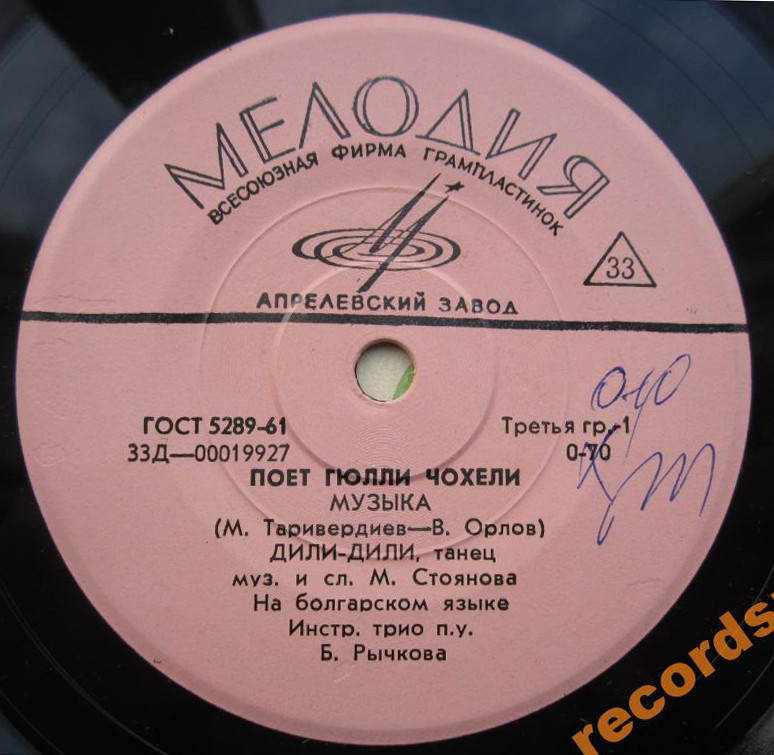 МЕЛОДИЯ
ВСЕСОЮЗНАЯ ФИРМА ГРАМПЛАСТИНОК
33
АПРЕЛЕВСКИЙ ЗАВОД
ГОСТ 5289-61
Третья гр.-1
33Д—00019927
0-70
ПОЕТ ГЮЛЛИ ЧОХЕЛИ
МУЗЫКА
(М. Таривердиев—В. Орлов)
ДИЛИ-ДИЛИ, танец
муз. и сл. М. Стоянова
На болгарском языке
Инстр. трио п.у.
Б. Рычкова
records